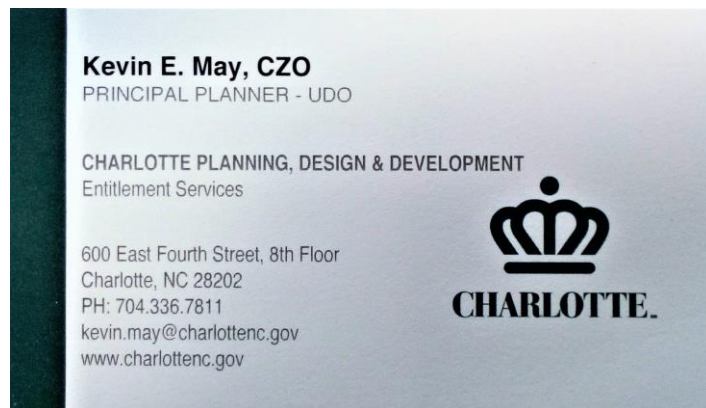 Kevin E. May, CZO
PRINCIPAL PLANNER - UDO
CHARLOTTE PLANNING, DESIGN & DEVELOPMENT
Entitlement Services
600 East Fourth Street, 8th Floor
Charlotte, NC 28202
PH: 704.336.7811
kevin.may@charlottenc.gov
www.charlottenc.gov
CHARLOTTE™